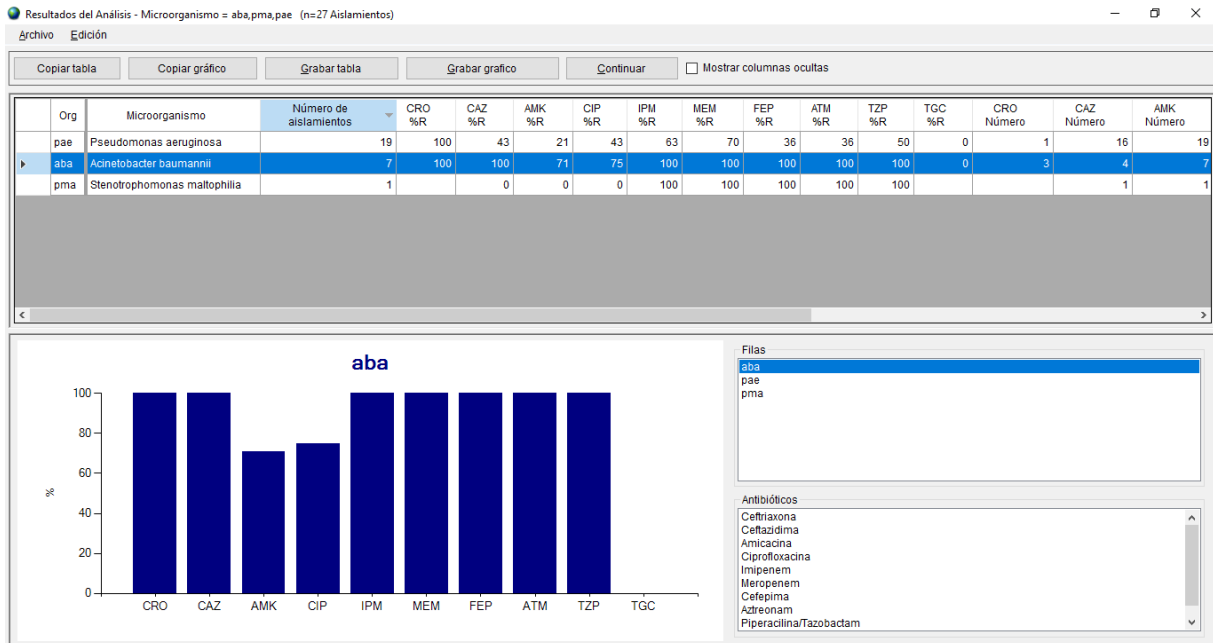 Resultados del Análisis - Microorganismo = aba,pma,pae (n=27 Aislamientos)
Archivo Edición
Copiar tabla Copiar gráfico Grabar tabla Grabar grafico Continuar Mostrar columnas ocultas
Org Microorganismo Número de aislamientos CRO %R CAZ %R AMK %R CIP %R IPM %R MEM %R FEP %R ATM %R TZP %R TGC %R CRO Número CAZ Número AMK Número
pae Pseudomonas aeruginosa 19 100 43 21 43 63 70 36 36 50 0 1 16 19
aba Acinetobacter baumannii 7 100 100 71 75 100 100 100 100 100 0 3 4 7
pma Stenotrophomonas maltophilia 1 0 0 0 100 100 100 100 100 1 1
aba
100
80
60
%
40
20
0
CRO CAZ AMK CIP IPM MEM FEP ATM TZP TGC
Filas
aba
pae
pma
Antibióticos
Ceftriaxona
Ceftazidima
Amicacina
Ciprofloxacina
Imipenem
Meropenem
Cefepima
Aztreonam
Piperacilina/Tazobactam